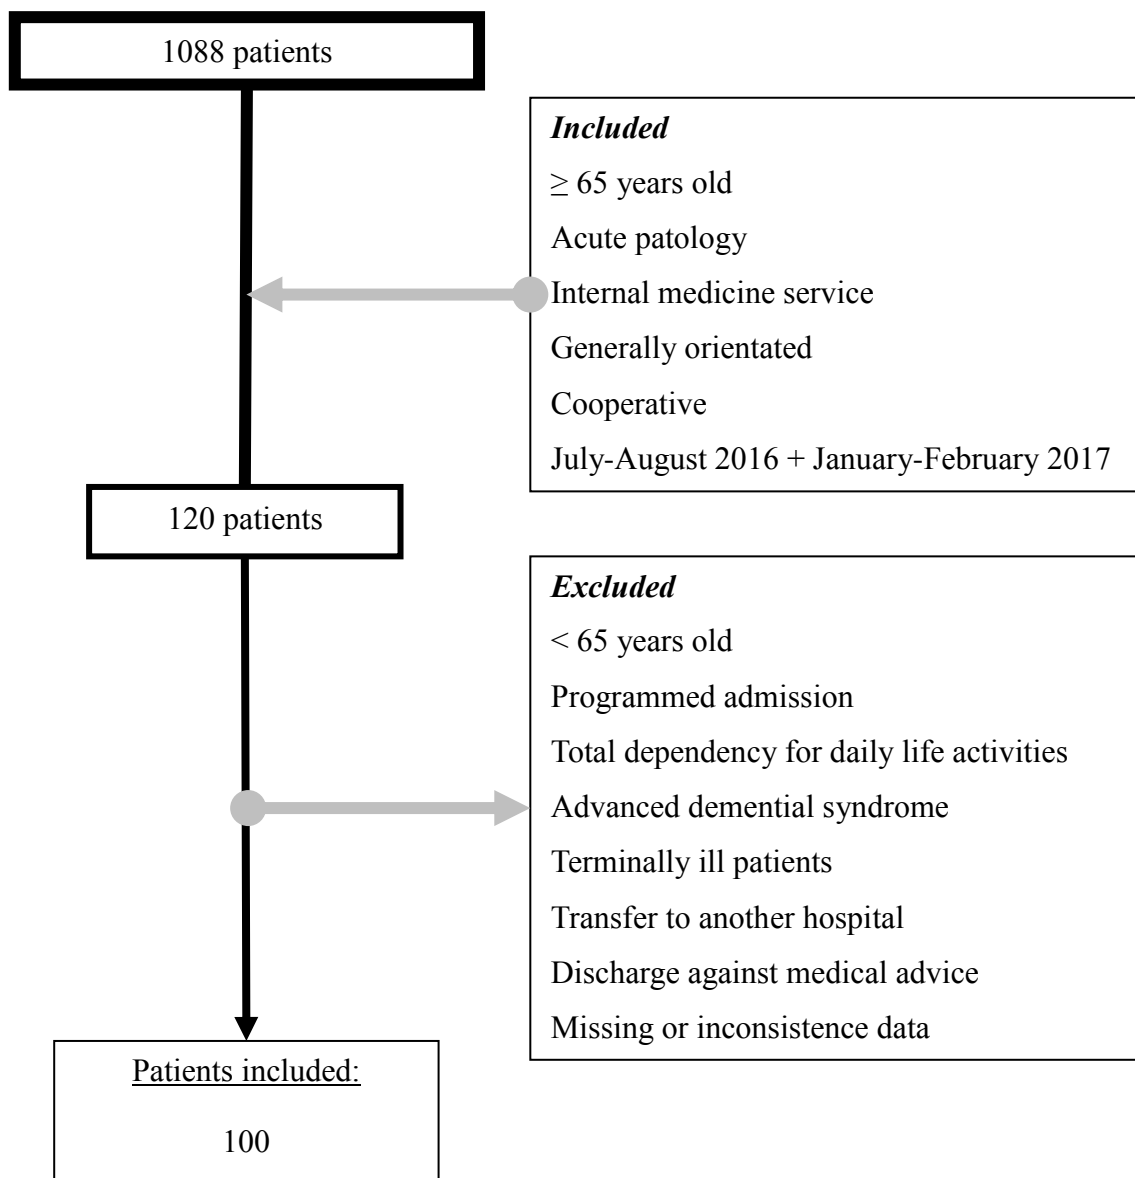 1088 patients
Included
≥ 65 years old
Acute patology
Internal medicine service
Generally orientated
Cooperative
July-August 2016 + January-February 2017
120 patients
Excluded
< 65 years old
Programmed admission
Total dependency for daily life activities
Advanced demential syndrome
Terminally ill patients
Transfer to another hospital
Discharge against medical advice
Missing or inconsistence data
Patients included:
100